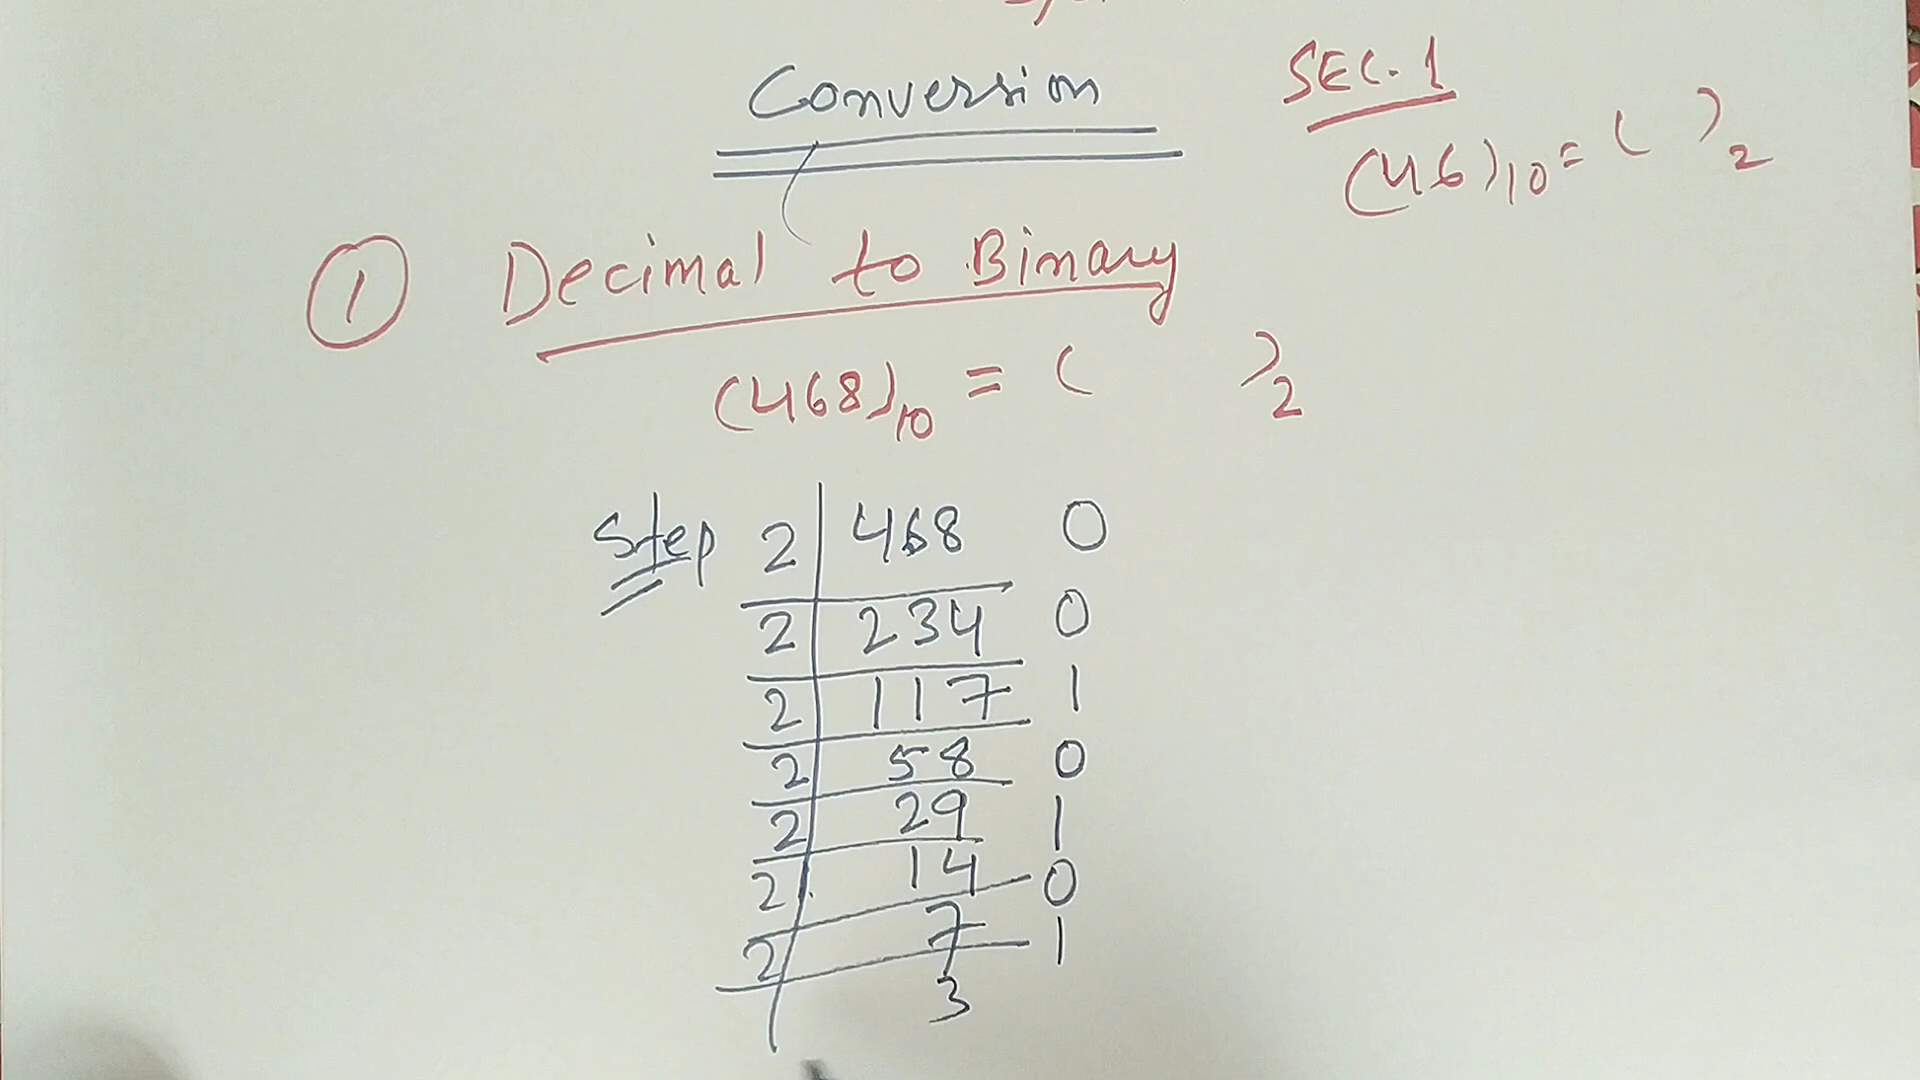 Conversion
SEC. 1
(46)10 = ( )2
1 Decimal to Binary
(468)10 = ( )2
Step 2 468 0
2 234 0
2 117 1
2 58 0
2 29 1
2 14 0
2 7 1
3